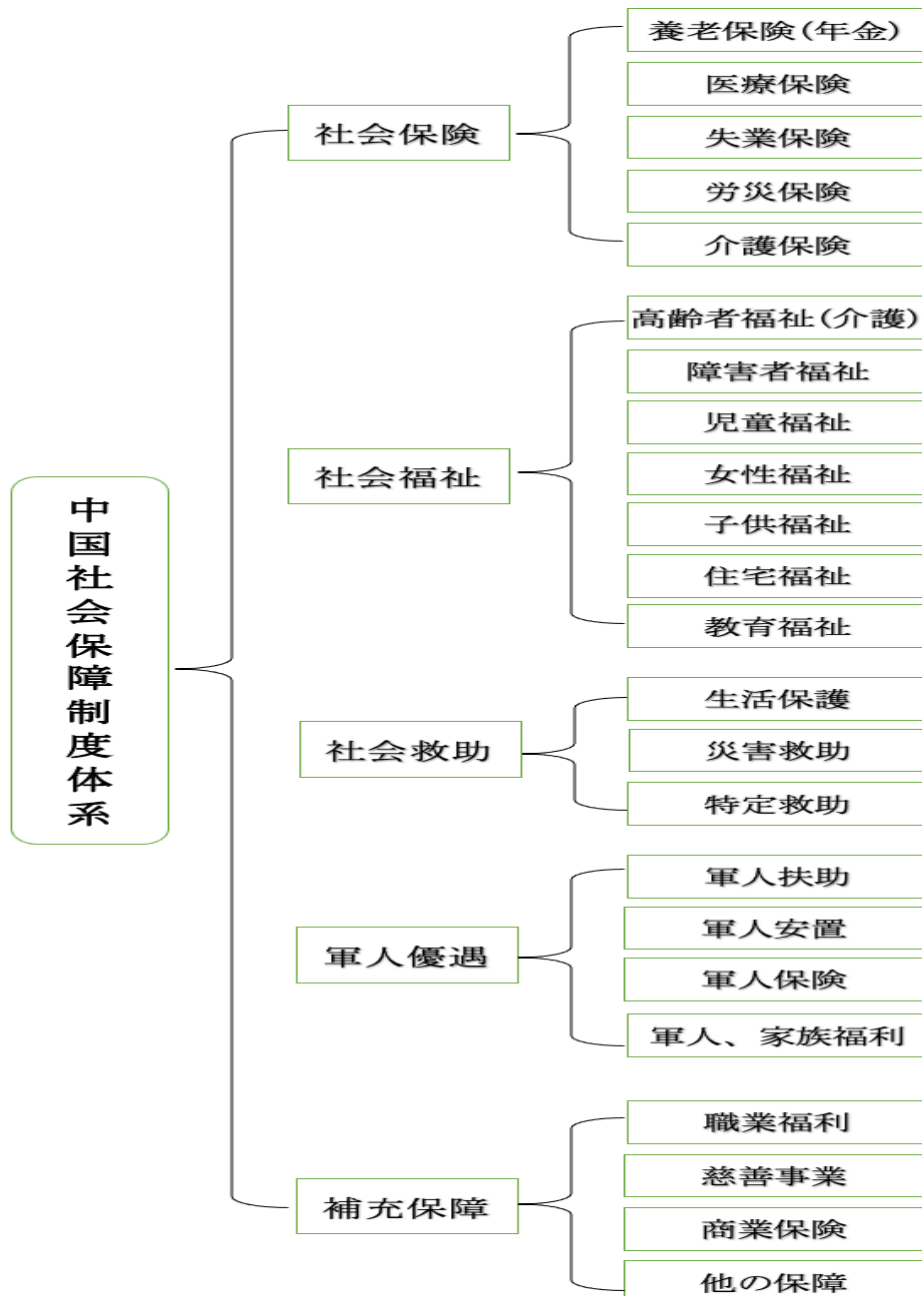 中国社会保障制度体系
社会保険
養老保険(年金)
医療保険
失業保険
労災保険
介護保険
社会福祉
高齢者福祉(介護)
障害者福祉
児童福祉
女性福祉
子供福祉
住宅福祉
教育福祉
社会救助
生活保護
災害救助
特定救助
軍人優遇
軍人扶助
軍人安置
軍人保険
軍人、家族福利
補充保障
職業福利
慈善事業
商業保険
他の保障